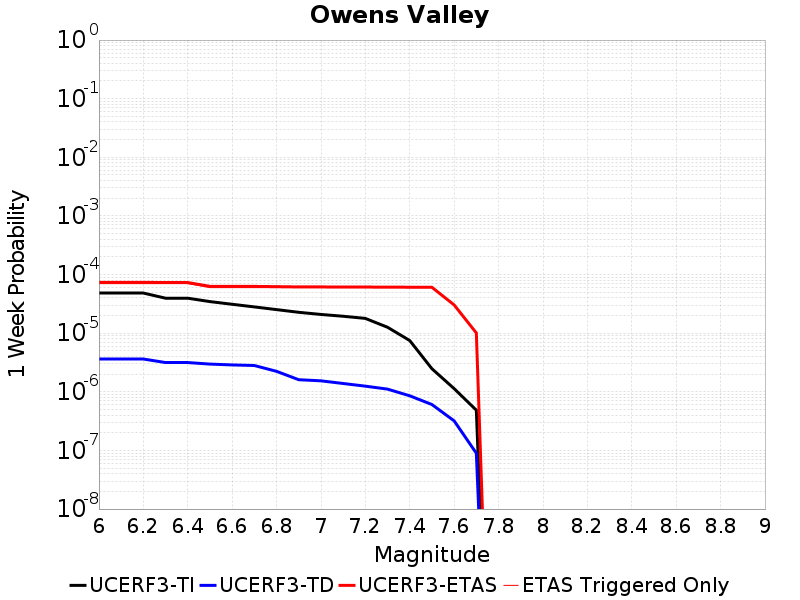 Owens Valley
1 Week Probability
10^0
10^-1
10^-2
10^-3
10^-4
10^-5
10^-6
10^-7
10^-8
6 6.2 6.4 6.6 6.8 7 7.2 7.4 7.6 7.8 8 8.2 8.4 8.6 8.8 9
Magnitude
UCERF3-TI UCERF3-TD UCERF3-ETAS ETAS Triggered Only